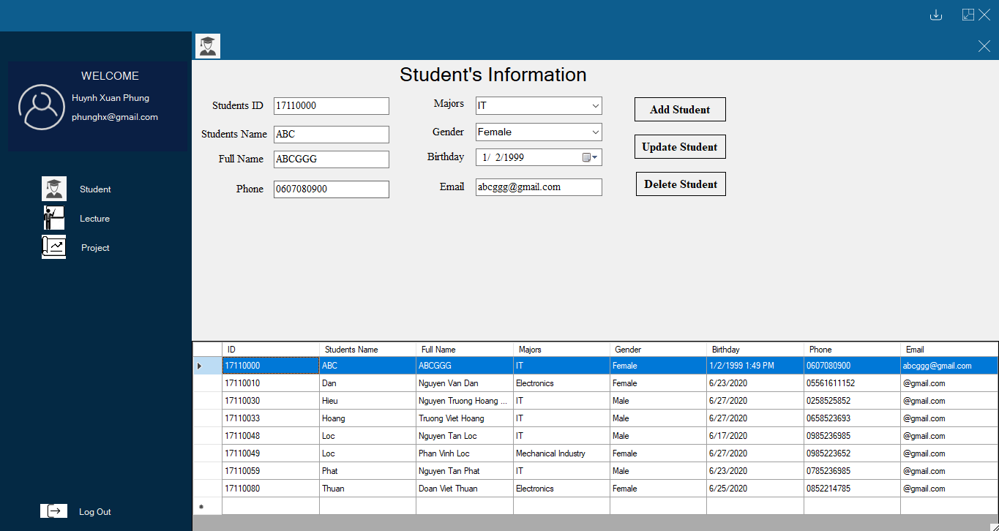 WELCOME
Huynh Xuan Phung
phunghx@gmail.com
Student
Lecture
Project
Log Out
Student's Information
Students ID 17110000 Majors IT Add Student
Students Name ABC Gender Female Update Student
Full Name ABCGGG Birthday 1/ 2/1999
Phone 0607080900 Email abcggg@gmail.com Delete Student
ID Students Name Full Name Majors Gender Birthday Phone Email
17110000 ABC ABCGGG IT Female 1/2/1999 1:49 PM 0607080900 abcggg@gmail.com
17110010 Dan Nguyen Van Dan Electronics Female 6/23/2020 05561611152 @gmail.com
17110030 Hieu Nguyen Truong Hoang ... IT Male 6/27/2020 0258525852 @gmail.com
17110033 Hoang Truong Viet Hoang IT Male 6/27/2020 0658523693 @gmail.com
17110048 Loc Nguyen Tan Loc IT Male 6/17/2020 0985236985 @gmail.com
17110049 Loc Phan Vinh Loc Mechanical Industry Female 6/27/2020 0985223652 @gmail.com
17110059 Phat Nguyen Tan Phat IT Male 6/23/2020 0785236985 @gmail.com
17110080 Thuan Doan Viet Thuan Electronics Female 6/25/2020 0852214785 @gmail.com